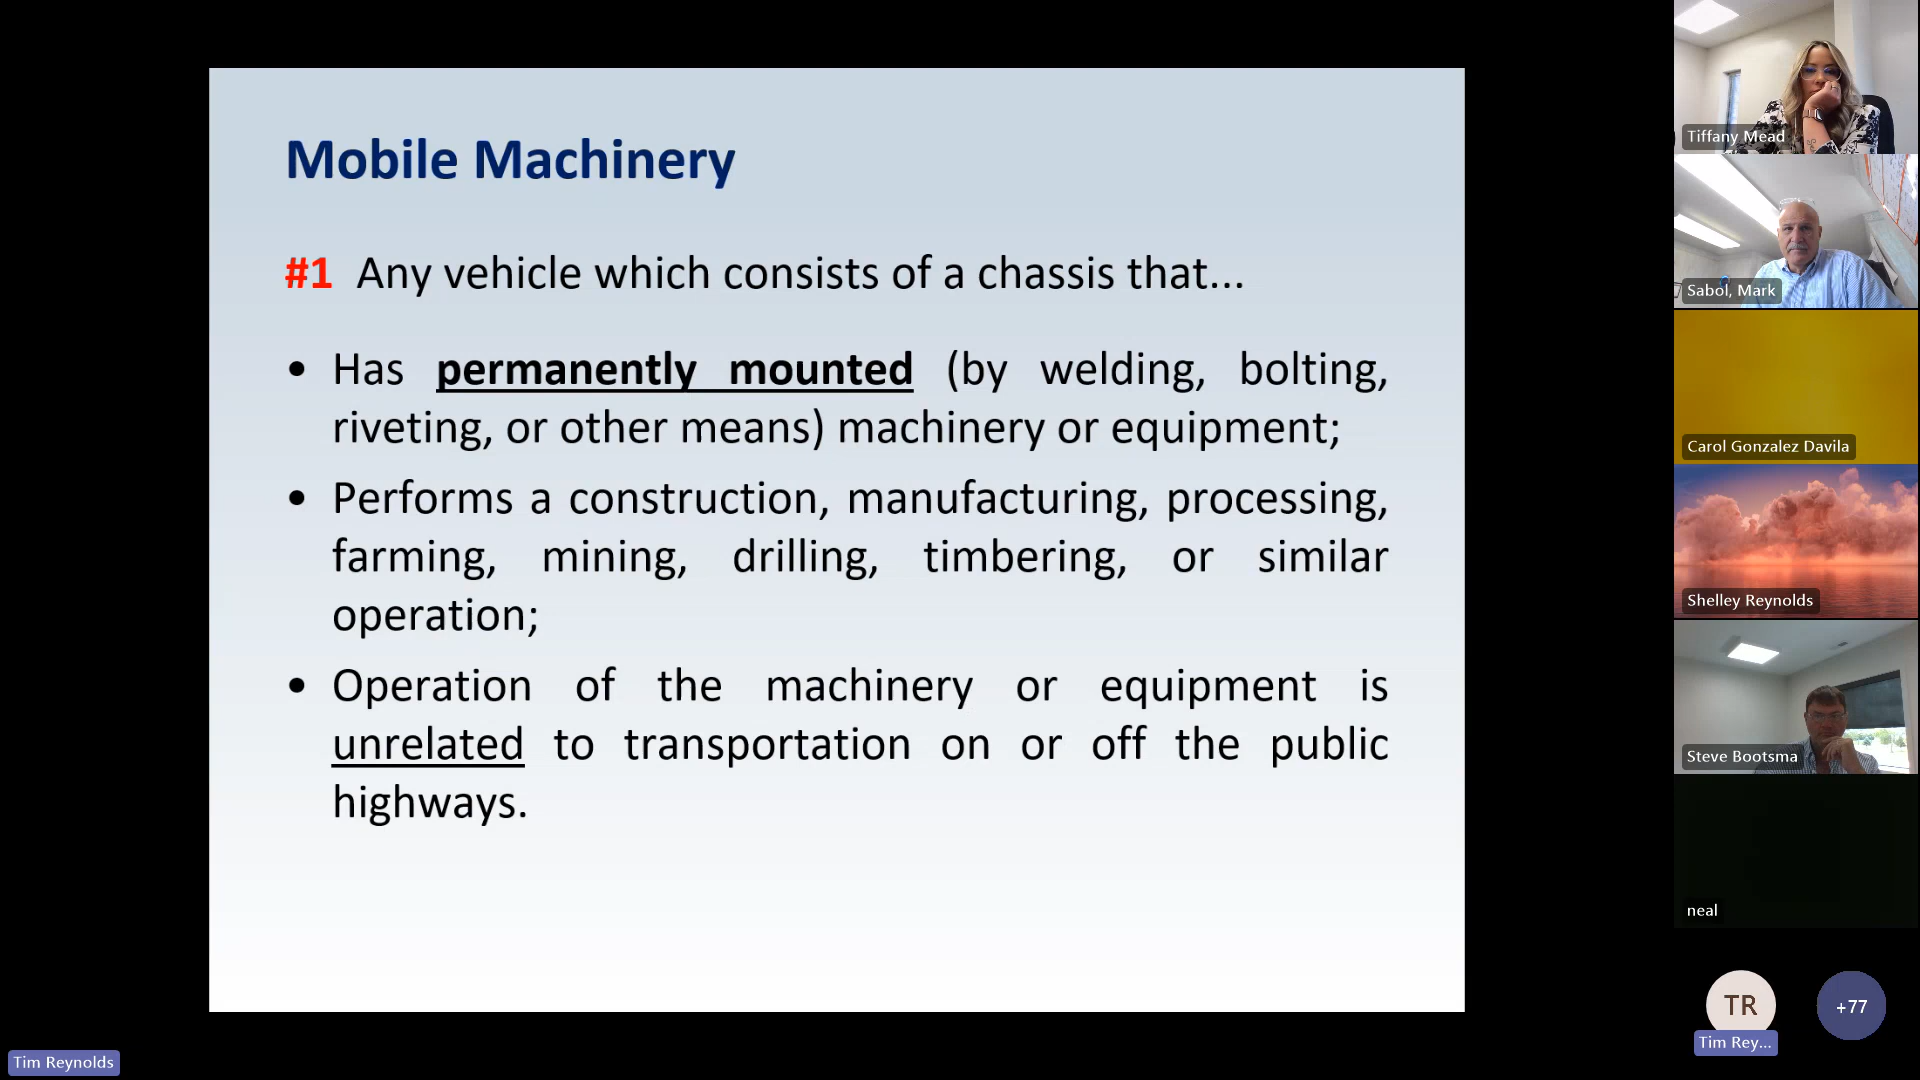 Mobile Machinery
#1 Any vehicle which consists of a chassis that...
• Has permanently mounted (by welding, bolting,
riveting, or other means) machinery or equipment;
• Performs a construction, manufacturing, processing,
farming, mining, drilling, timbering, or similar
operation;
• Operation of the machinery or equipment is
unrelated to transportation on or off the public
highways.
Tiffany Mead
Sabol, Mark
Carol Gonzalez Davila
Shelley Reynolds
Steve Bootsma
neal
TR
+77
Tim Rey...
Tim Reynolds